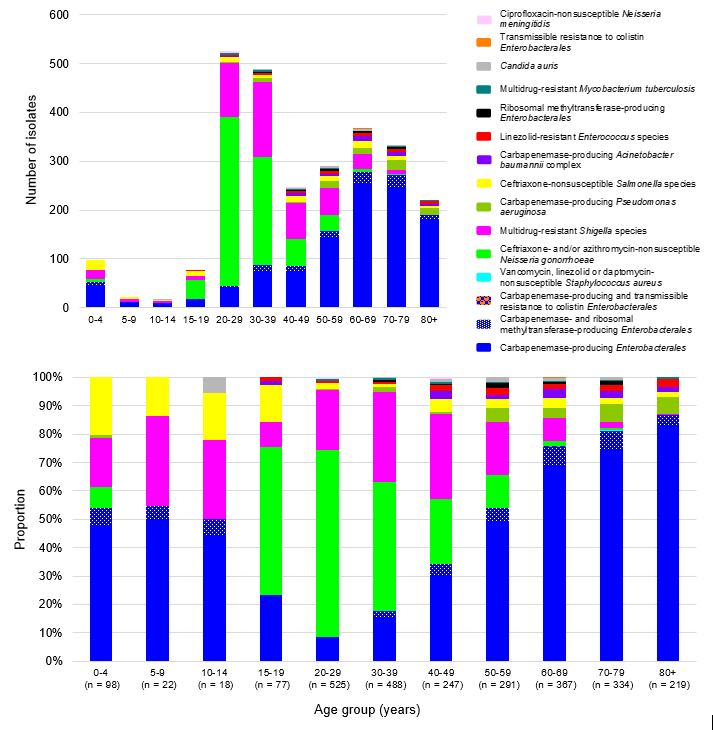 600
500
400
300
200
100
0
Number of isolates
0-4 5-9 10-14 15-19 20-29 30-39 40-49 50-59 60-69 70-79 80+
Ciprofloxacin-nonsusceptible Neisseria
meningitidis
Transmissible resistance to colistin
Enterobacterales
Candida auris
Multidrug-resistant Mycobacterium tuberculosis
Ribosomal methyltransferase-producing
Enterobacterales
Linezolid-resistant Enterococcus species
Carbapenemase-producing Acinetobacter
baumannii complex
Ceftriaxone-nonsusceptible Salmonella species
Carbapenemase-producing Pseudomonas
aeruginosa
Multidrug-resistant Shigella species
Ceftriaxone- and/or azithromycin-nonsusceptible
Neisseria gonorrhoeae
Vancomycin, linezolid or daptomycin-
nonsusceptible Staphylococcus aureus
Carbapenemase-producing and transmissible
resistance to colistin Enterobacterales
Carbapenemase- and ribosomal
methyltransferase-producing Enterobacterales
Carbapenemase-producing Enterobacterales
100%
90%
80%
70%
60%
50%
40%
30%
20%
10%
0%
Proportion
0-4 5-9 10-14 15-19 20-29 30-39 40-49 50-59 60-69 70-79 80+
(n = 98) (n = 22) (n = 18) (n = 77) (n = 525) (n = 488) (n = 247) (n = 291) (n = 367) (n = 334) (n = 219)
Age group (years)